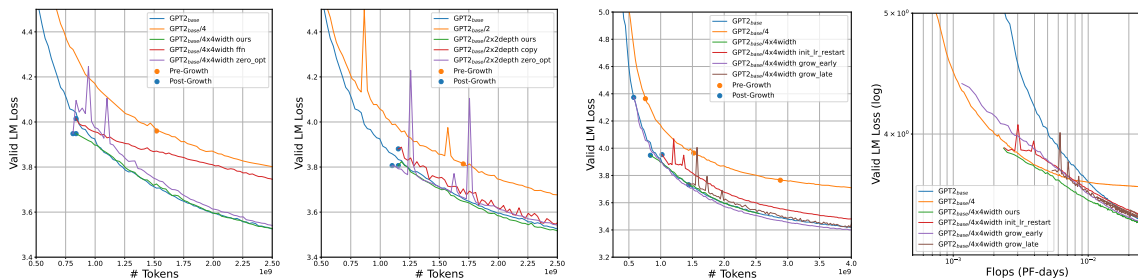 4.4
4.2
4.0
3.8
3.6
3.4
Valid LM Loss
0.50 0.75 1.00 1.25 1.50 1.75 2.00 2.25 2.50
# Tokens
1e9
GPT2base
GPT2base/4
GPT2base/4x4width ours
GPT2base/4x4width ffn
GPT2base/4x4width zero_opt
Pre-Growth
Post-Growth
4.4
4.2
4.0
3.8
3.6
3.4
Valid LM Loss
0.50 0.75 1.00 1.25 1.50 1.75 2.00 2.25 2.50
# Tokens
1e9
GPT2base
GPT2base/2
GPT2base/2x2depth ours
GPT2base/2x2depth copy
GPT2base/2x2depth zero_opt
Pre-Growth
Post-Growth
5.0
4.8
4.6
4.4
4.2
4.0
3.8
3.6
3.4
3.2
Valid LM Loss
0.5 1.0 1.5 2.0 2.5 3.0 3.5 4.0
# Tokens
1e9
GPT2base
GPT2base/4
GPT2base/4x4width
GPT2base/4x4width init_lr_restart
GPT2base/4x4width grow_early
GPT2base/4x4width grow_late
Pre-Growth
Post-Growth
5 × 10⁰
4 × 10⁰
Valid LM Loss (log)
10⁻³ 10⁻²
Flops (PF-days)
GPT2base
GPT2base/4
GPT2base/4x4width ours
GPT2base/4x4width init_lr_restart
GPT2base/4x4width grow_early
GPT2base/4x4width grow_late